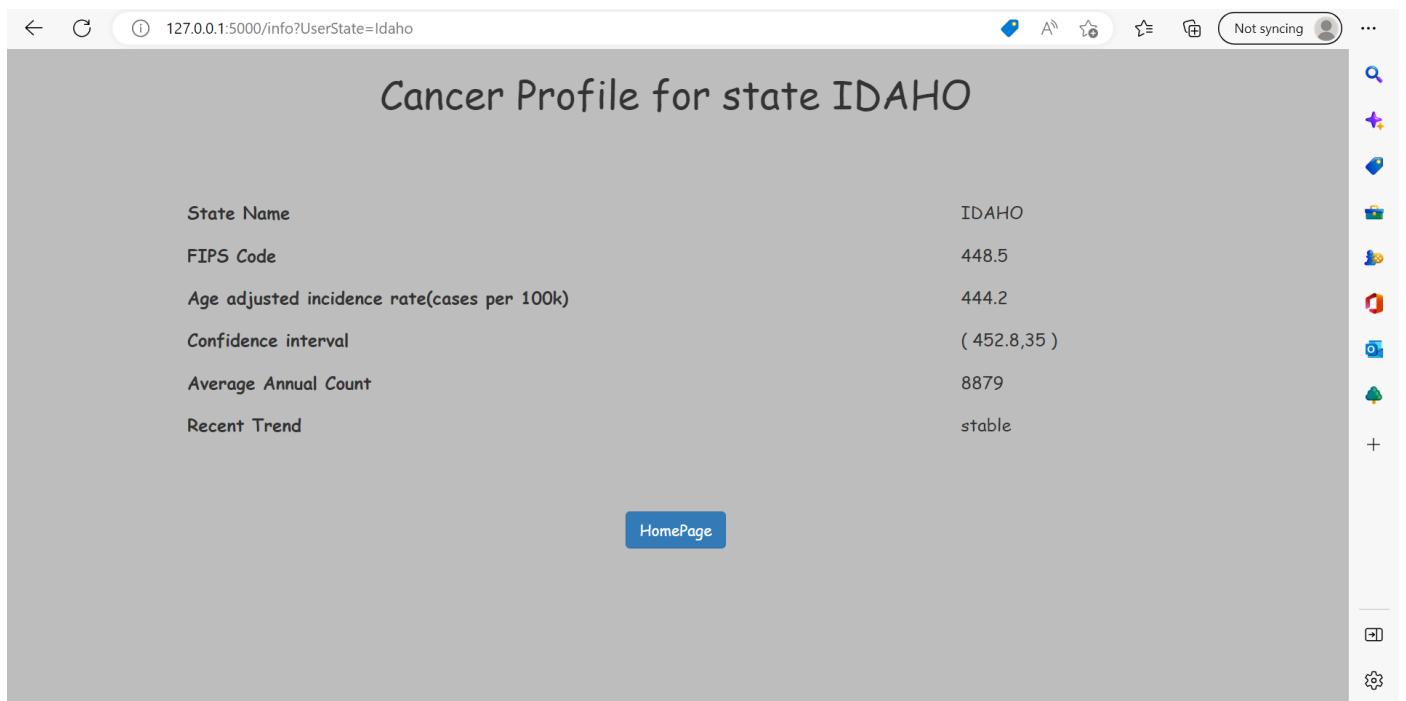 127.0.0.1:5000/info?UserState=Idaho
Not syncing
Cancer Profile for state IDAHO
State Name IDAHO
FIPS Code 448.5
Age adjusted incidence rate(cases per 100k) 444.2
Confidence interval ( 452.8,35 )
Average Annual Count 8879
Recent Trend stable
HomePage